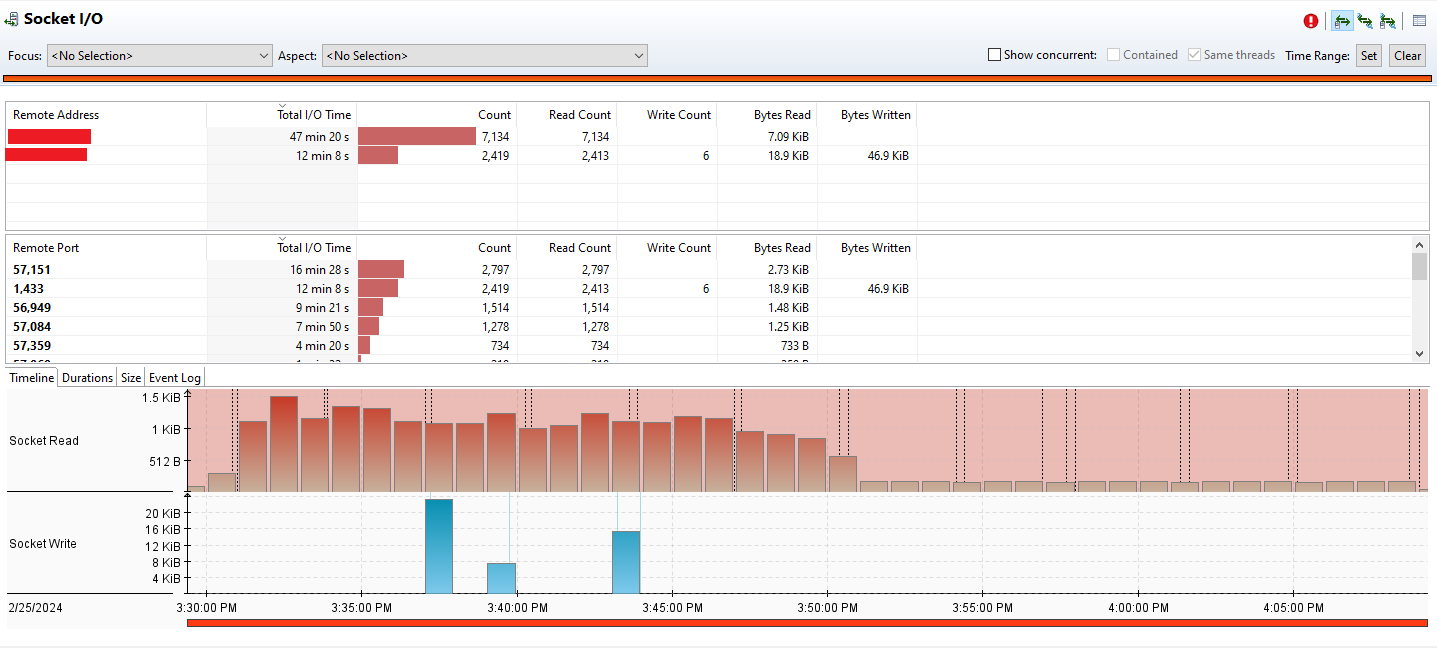 Socket I/O
Focus: <No Selection> Aspect: <No Selection> Show concurrent: Contained Same threads Time Range: Set Clear
Remote Address Total I/O Time Count Read Count Write Count Bytes Read Bytes Written
47 min 20 s 7,134 7,134 7.09 KiB
12 min 8 s 2,419 2,413 6 18.9 KiB 46.9 KiB
Remote Port Total I/O Time Count Read Count Write Count Bytes Read Bytes Written
57,151 16 min 28 s 2,797 2,797 2.73 KiB
1,433 12 min 8 s 2,419 2,413 6 18.9 KiB 46.9 KiB
56,949 9 min 21 s 1,514 1,514 1.48 KiB
57,084 7 min 50 s 1,278 1,278 1.25 KiB
57,359 4 min 20 s 734 734 733 B
Timeline Durations Size Event Log
1.5 KiB
1 KiB
Socket Read
512 B
20 KiB
16 KiB
Socket Write
12 KiB
8 KiB
4 KiB
2/25/2024 3:30:00 PM 3:35:00 PM 3:40:00 PM 3:45:00 PM 3:50:00 PM 3:55:00 PM 4:00:00 PM 4:05:00 PM